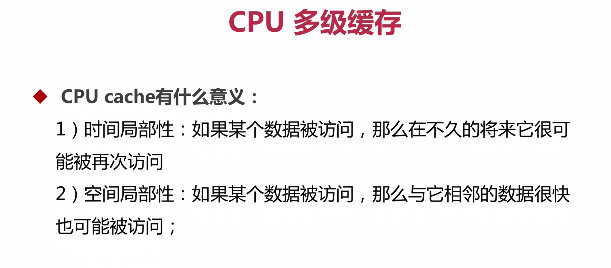 CPU 多级缓存
◆ CPU cache有什么意义：
1）时间局部性：如果某个数据被访问，那么在不久的将来它很可
能被再次访问
2）空间局部性：如果某个数据被访问，那么与它相邻的数据很快
也可能被访问；